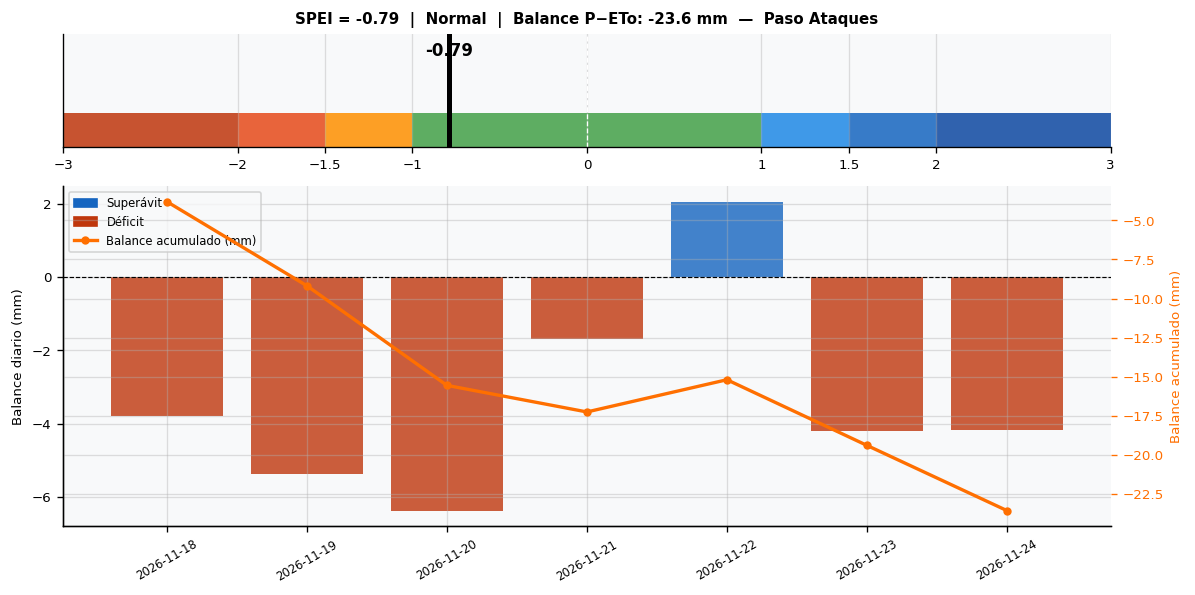 SPEI = -0.79  |  Normal  |  Balance P−ETo: -23.6 mm  —  Paso Ataques
-0.79
−3 −2 −1.5 −1 0 1 1.5 2 3
Superávit
Déficit
Balance acumulado (mm)
Balance diario (mm)
2
0
−2
−4
−6
−5.0
−7.5
−10.0
−12.5
−15.0
−17.5
−20.0
−22.5
Balance acumulado (mm)
2026-11-18 2026-11-19 2026-11-20 2026-11-21 2026-11-22 2026-11-23 2026-11-24